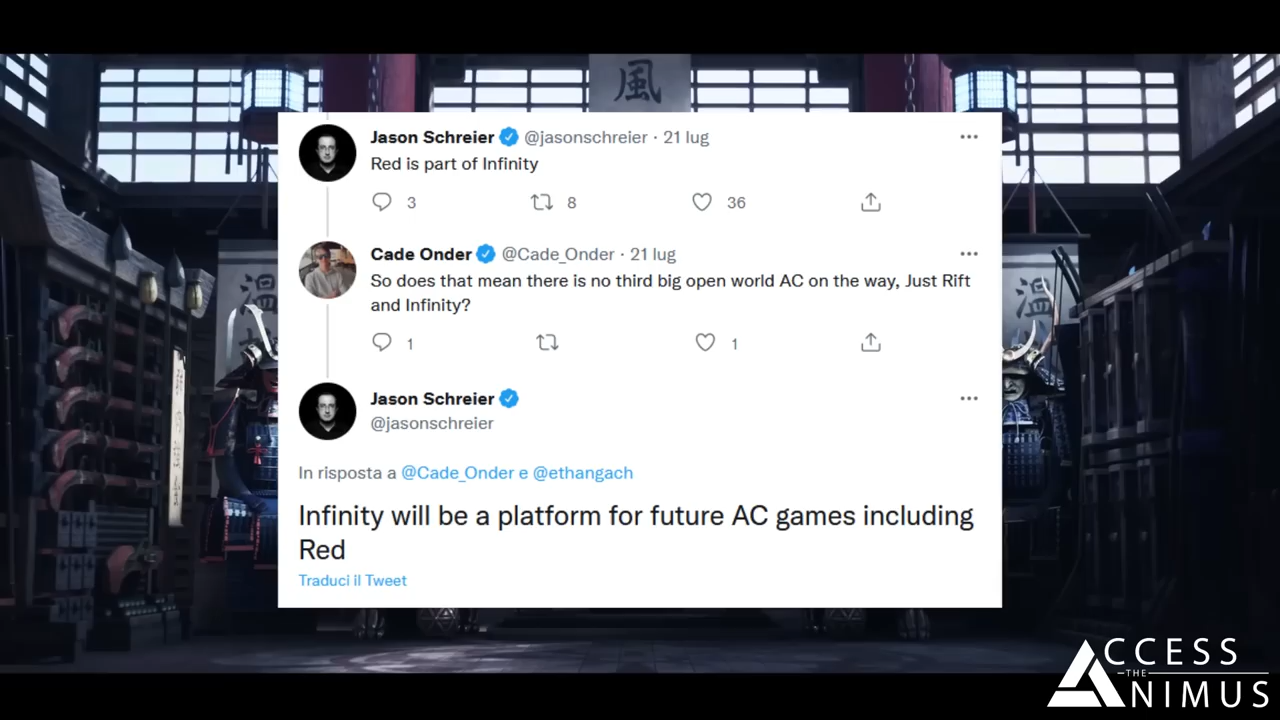 風
Jason Schreier @jasonschreier · 21 lug
Red is part of Infinity
3 8 36
Cade Onder @Cade_Onder · 21 lug
So does that mean there is no third big open world AC on the way, Just Rift
and Infinity?
1 1
Jason Schreier
@jasonschreier
In risposta a @Cade_Onder e @ethangach
Infinity will be a platform for future AC games including
Red
Traduci il Tweet
ACCESS
THE
ANIMUS